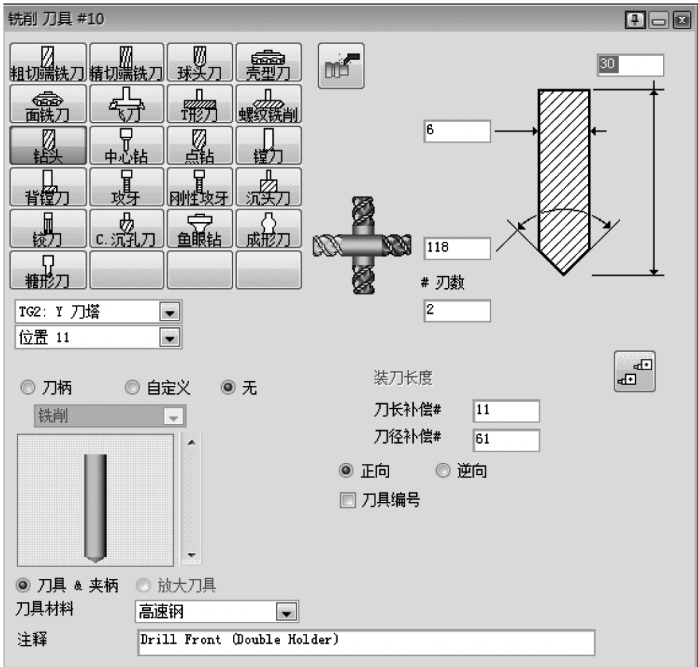 铣削 刀具 #10
粗切端铣刀 精切端铣刀 球头刀 壳型刀
面铣刀 飞刀 T形刀 螺纹铣削
钻头 中心钻 点钻 镗刀
背镗刀 攻牙 刚性攻牙 沉头刀
铰刀 C.沉孔刀 鱼眼钻 成形刀
糖形刀
30
6
118
# 刃数
2
TG2: Y 刀塔
位置 11
刀柄 自定义 无
铣削
装刀长度
刀长补偿# 11
刀径补偿# 61
正向 逆向
刀具编号
刀具 & 夹柄 放大刀具
刀具材料 高速钢
注释 Drill Front (Double Holder)